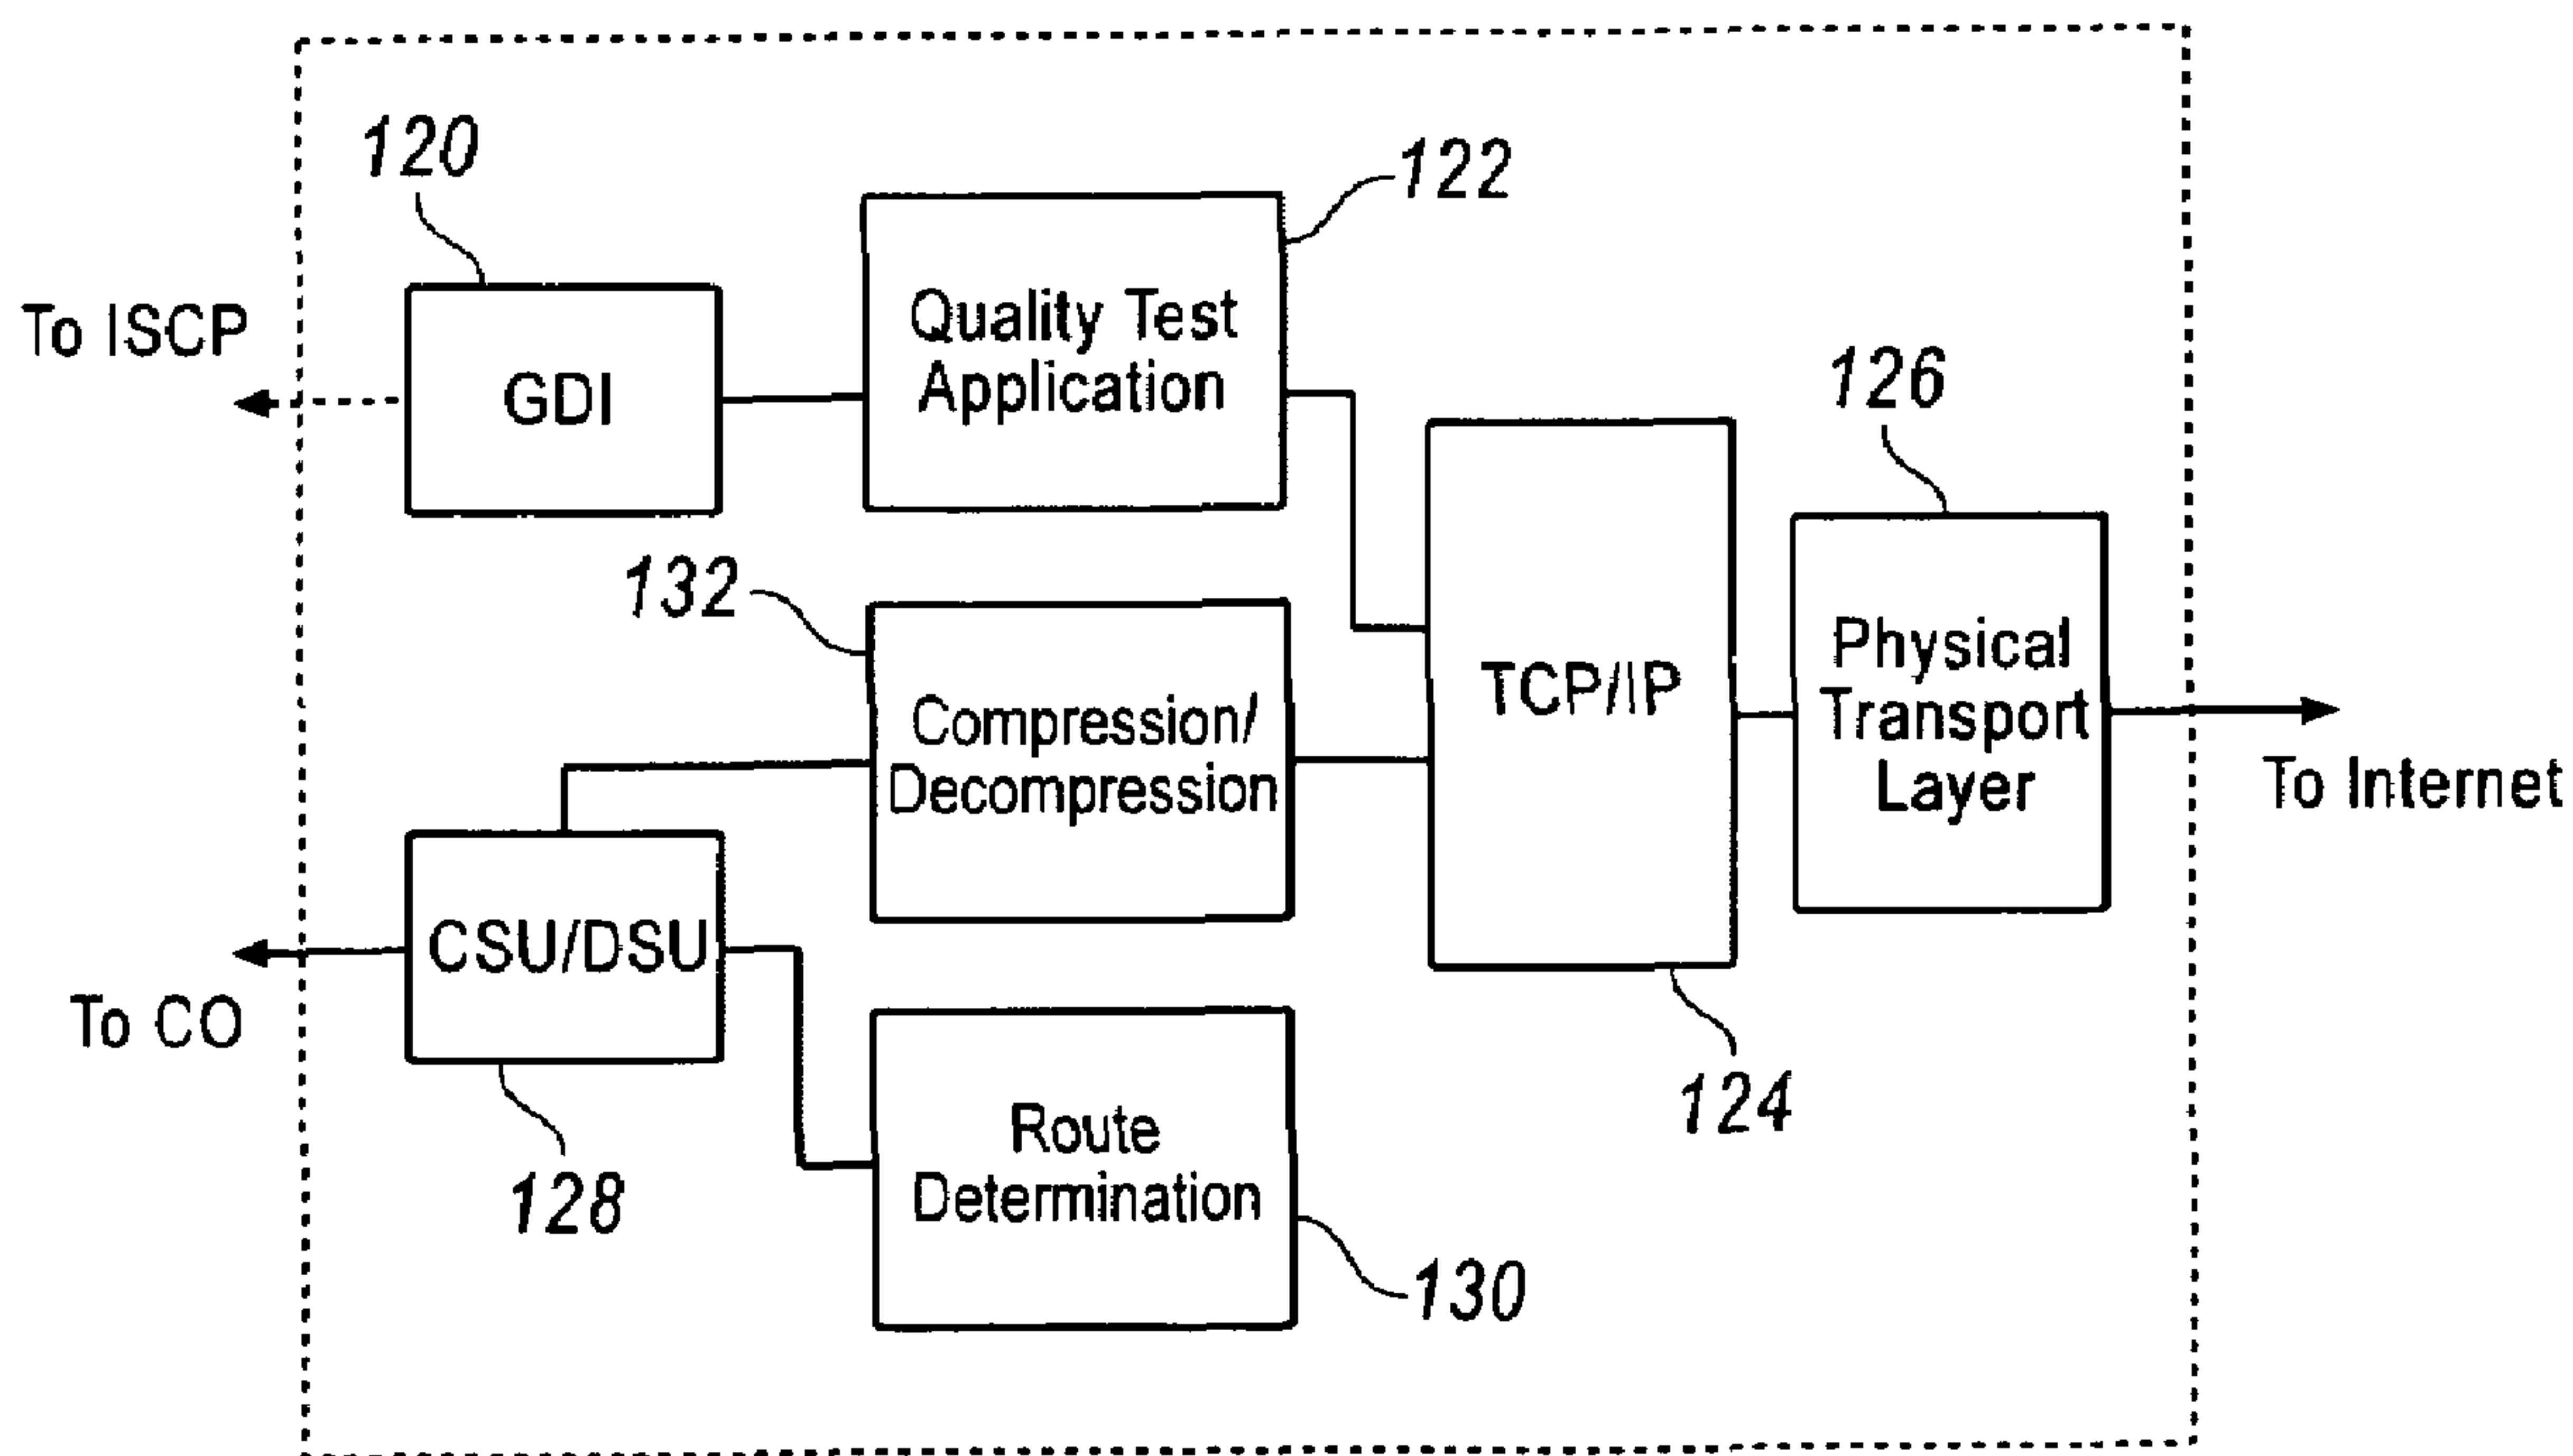 120
122
To ISCP
GDI
Quality Test
Application
126
132
Compression/
Decompression
TCP/IP
Physical
Transport
Layer
To Internet
CSU/DSU
To CO
124
128
Route
Determination
130